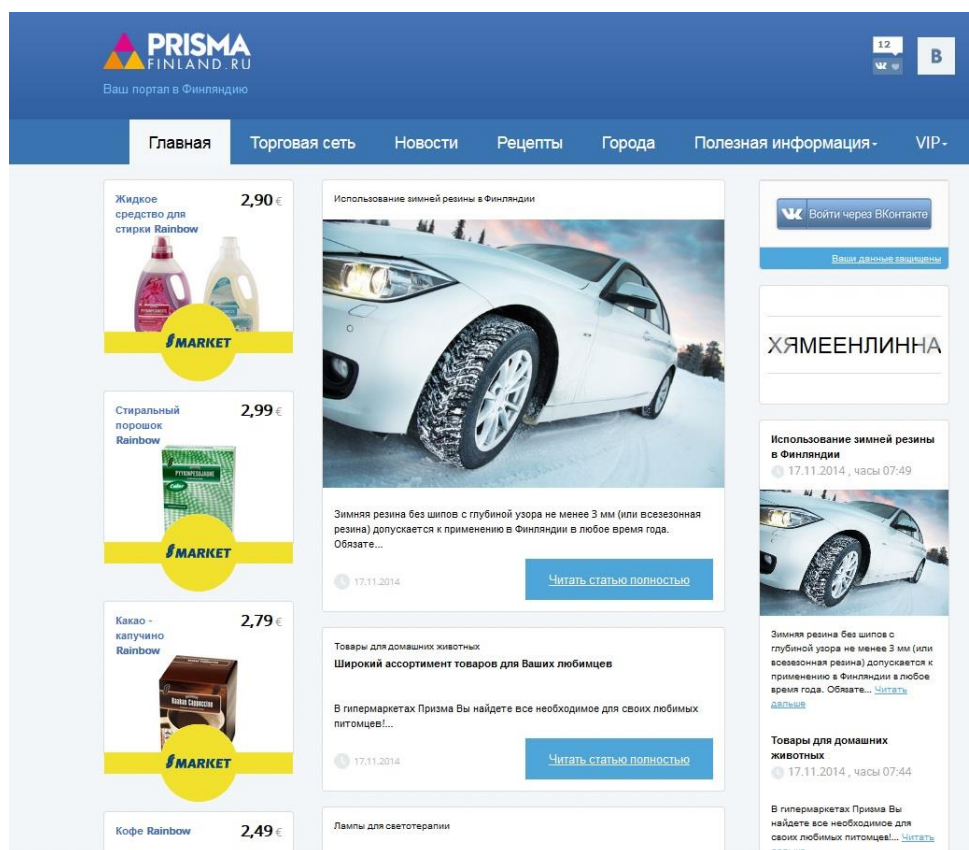 PRISMA
FINLAND.RU
Ваш портал в Финляндию
12
B
Главная
Торговая сеть
Новости
Рецепты
Города
Полезная информация
VIP
Жидкое
средство для
стирки Rainbow
2,90 €
S MARKET
Стиральный
порошок
Rainbow
2,99 €
S MARKET
Какао -
капучино
Rainbow
2,79 €
Kaakao Cappuccino
S MARKET
Кофе Rainbow
2,49 €
Использование зимней резины в Финляндии
Зимняя резина без шипов с глубиной узора не менее 3 мм (или всезезонная
резина) допускается к применению в Финляндии в любое время года.
Обязате...
17.11.2014
Читать статью полностью
Товары для домашних животных
Широкий ассортимент товаров для Ваших любимцев
В гипермаркетах Призма Вы найдете все необходимое для своих любимых
питомцев!...
17.11.2014
Читать статью полностью
Лампы для светотерапии
Войти через ВКонтакте
Ваши данные защищены
ХЯМЕЕНЛИННА
Использование зимней резины
в Финляндии
17.11.2014 , часы 07:49
Зимняя резина без шипов с
глубиной узора не менее 3 мм (или
всезезонная резина) допускается к
применению в Финляндии в любое
время года. Обязате... Читать
дальше
Товары для домашних
животных
17.11.2014 , часы 07:44
В гипермаркетах Призма Вы
найдете все необходимое для
своих любимых питомцев!... Читать